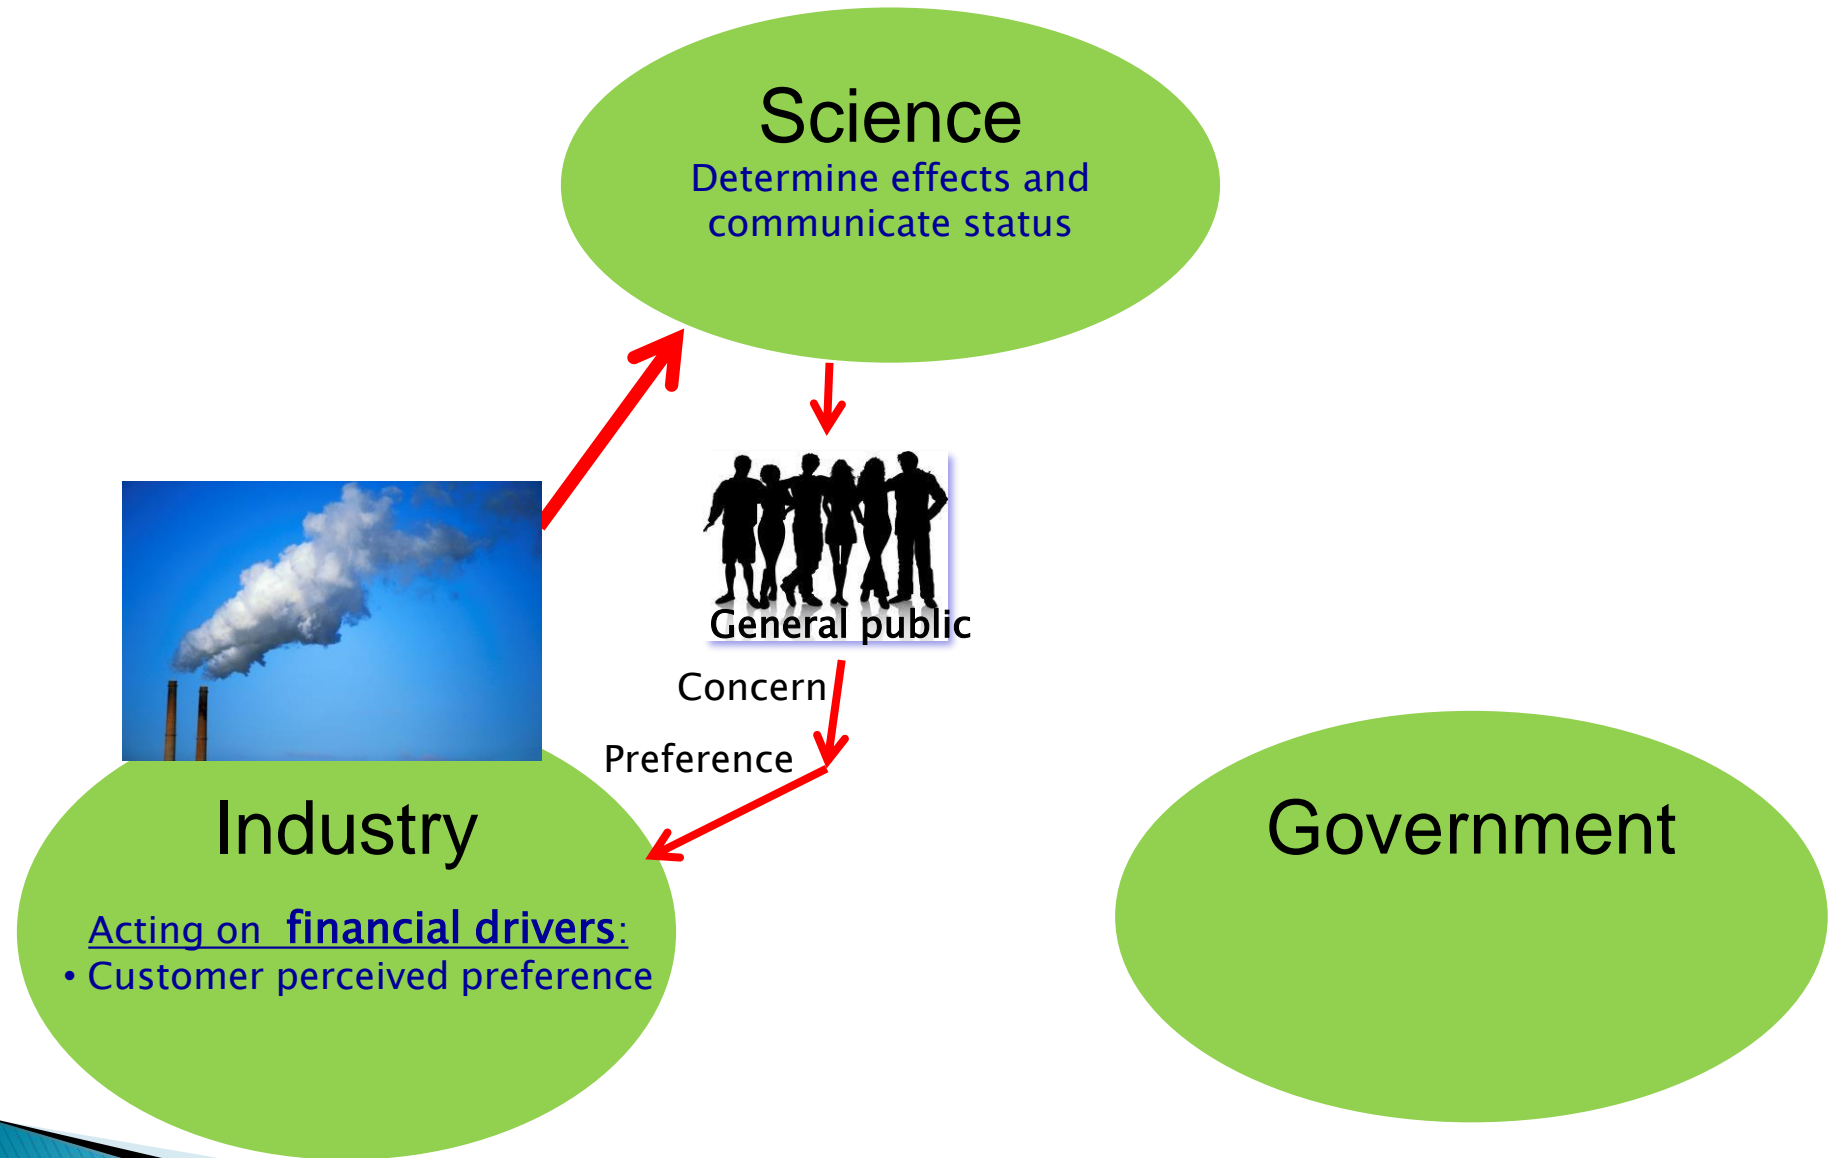 Science
Determine effects and
communicate status
General public
Concern
Preference
Industry
Acting on  financial drivers:
• Customer perceived preference
Government